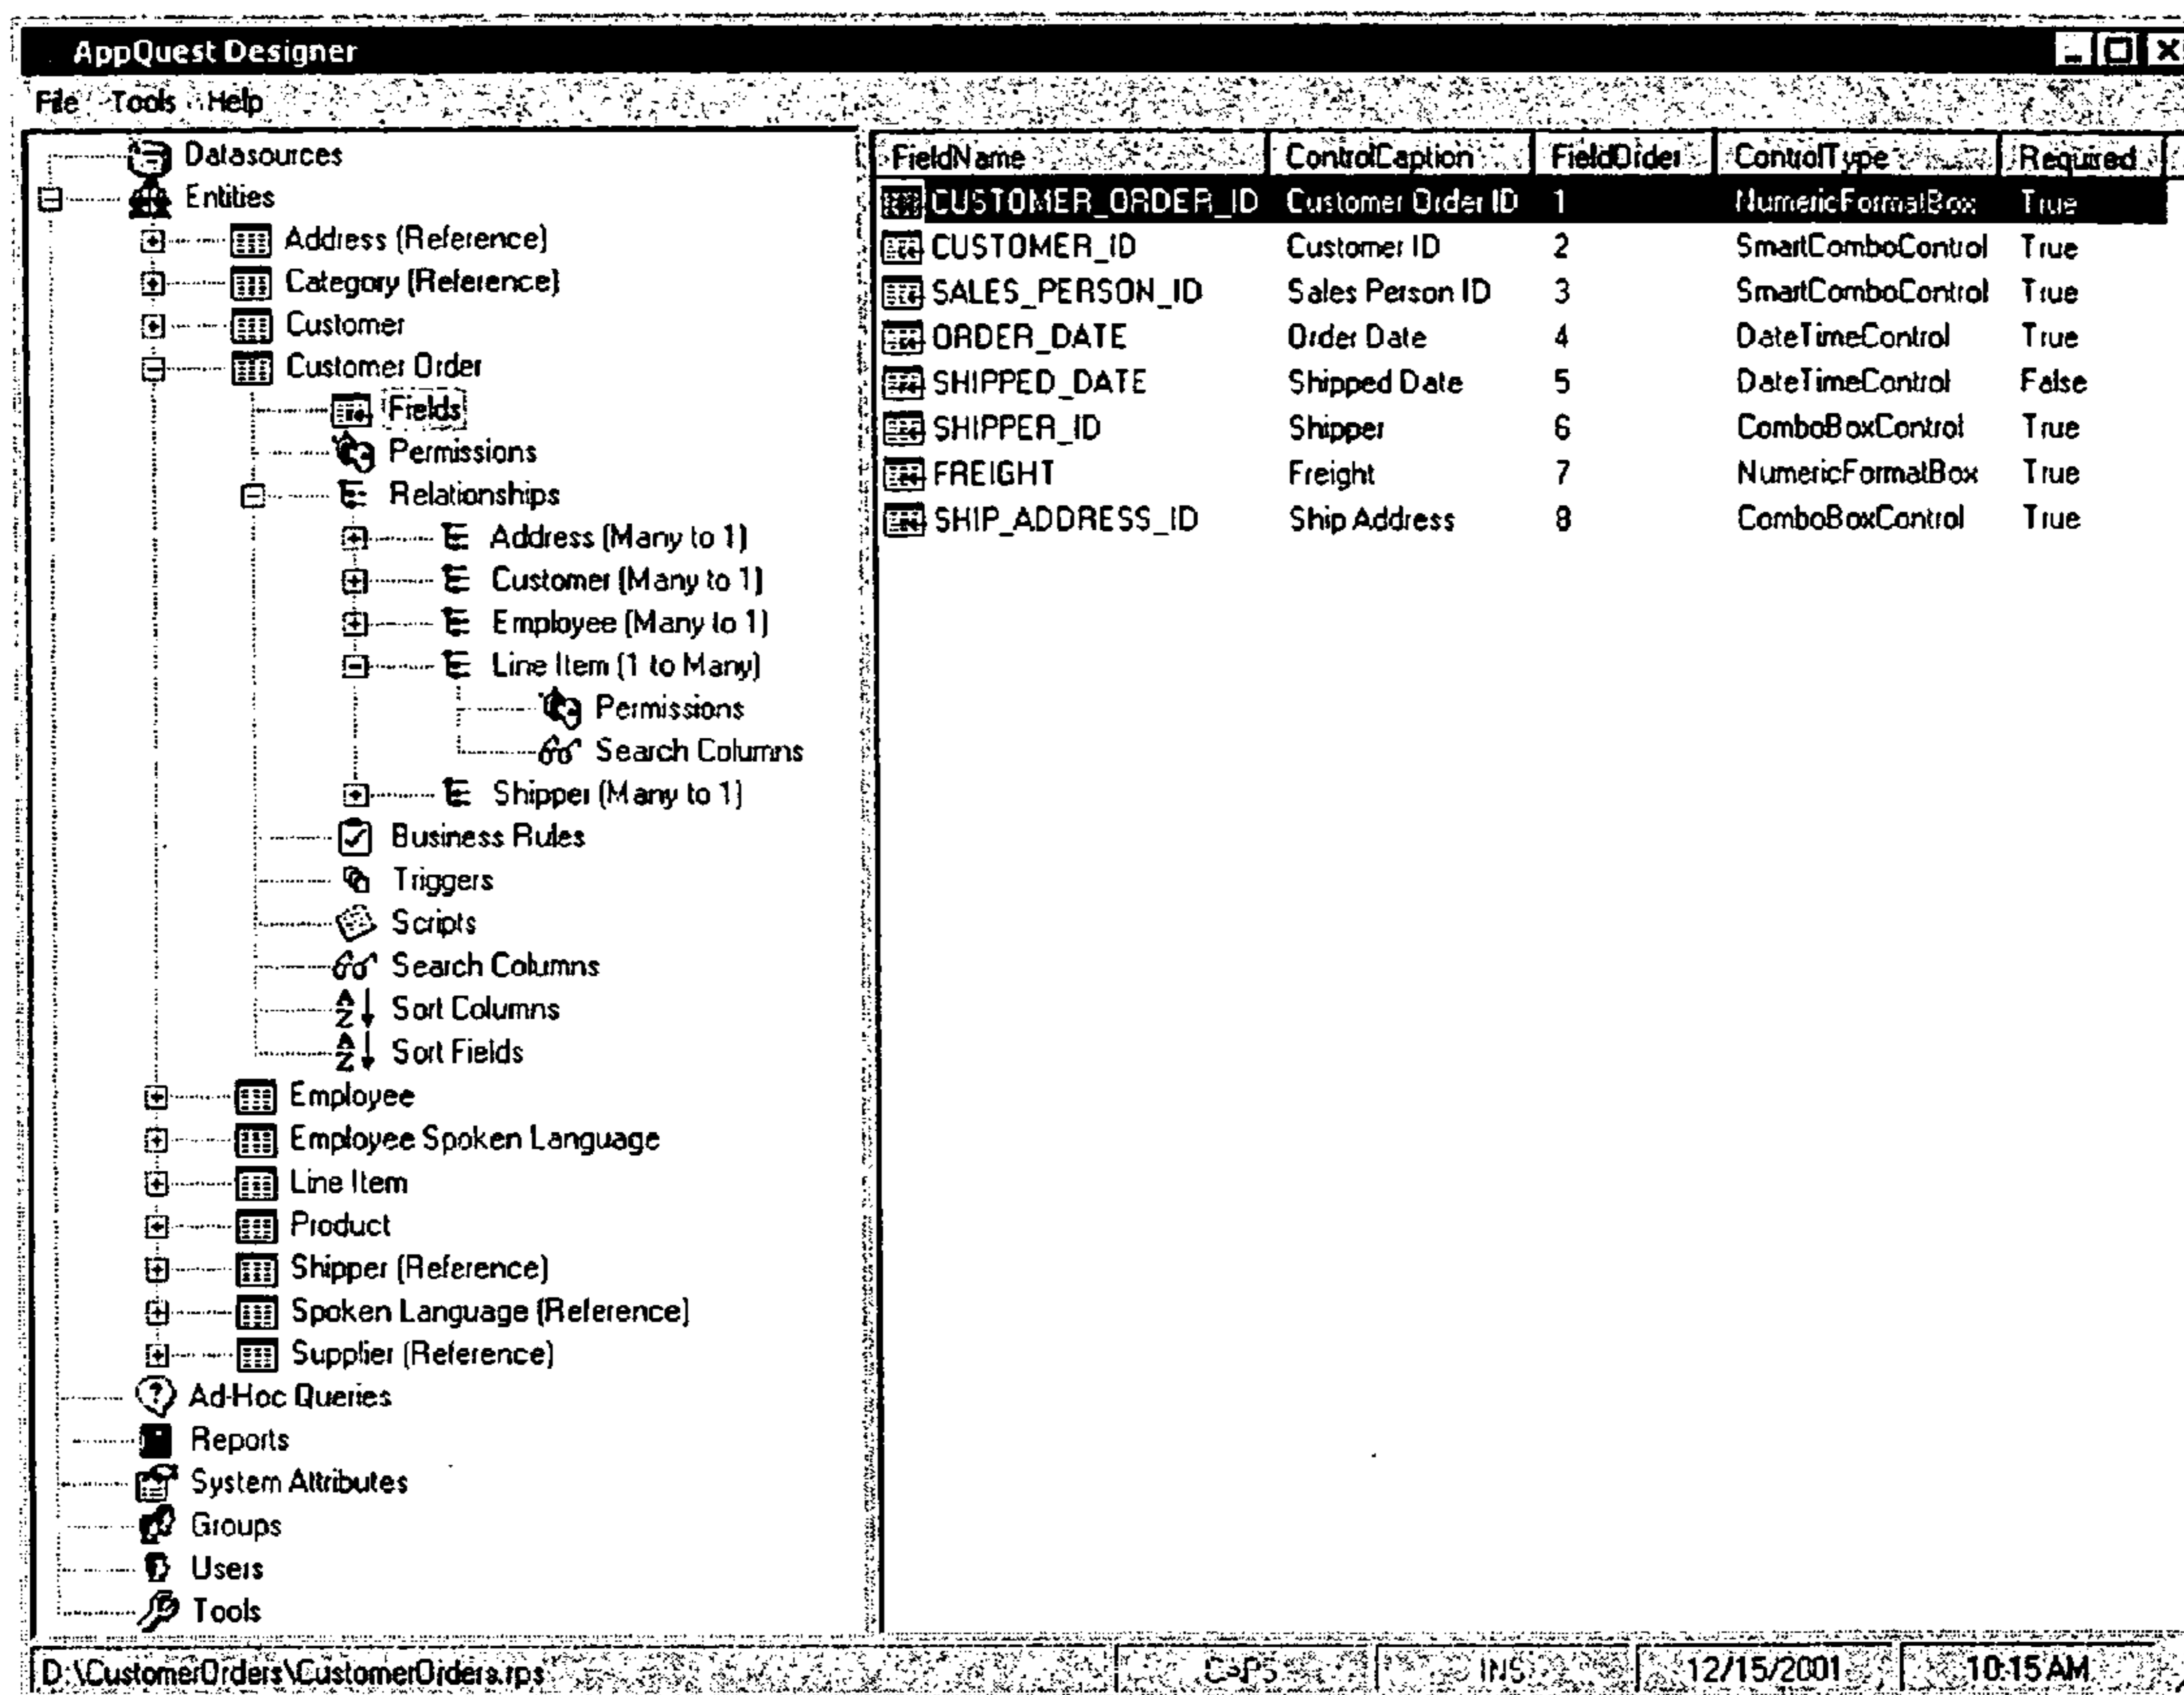 AppQuest Designer
File Tools Help
Datasources
Entities
Address (Reference)
Category (Reference)
Customer
Customer Order
Fields
Permissions
Relationships
Address (Many to 1)
Customer (Many to 1)
Employee (Many to 1)
Line Item (1 to Many)
Permissions
Search Columns
Shipper (Many to 1)
Business Rules
Triggers
Scripts
Search Columns
Sort Columns
Sort Fields
Employee
Employee Spoken Language
Line Item
Product
Shipper (Reference)
Spoken Language (Reference)
Supplier (Reference)
Ad-Hoc Queries
Reports
System Attributes
Groups
Users
Tools
FieldName ControlCaption FieldOrder ControlType Required
CUSTOMER_ORDER_ID Customer Order ID 1 NumericFormatBox True
CUSTOMER_ID Customer ID 2 SmartComboControl True
SALES_PERSON_ID Sales Person ID 3 SmartComboControl True
ORDER_DATE Order Date 4 DateTimeControl True
SHIPPED_DATE Shipped Date 5 DateTimeControl False
SHIPPER_ID Shipper 6 ComboBoxControl True
FREIGHT Freight 7 NumericFormatBox True
SHIP_ADDRESS_ID Ship Address 8 ComboBoxControl True
D:\CustomerOrders\CustomerOrders.rps CAPS INS 12/15/2001 10:15 AM